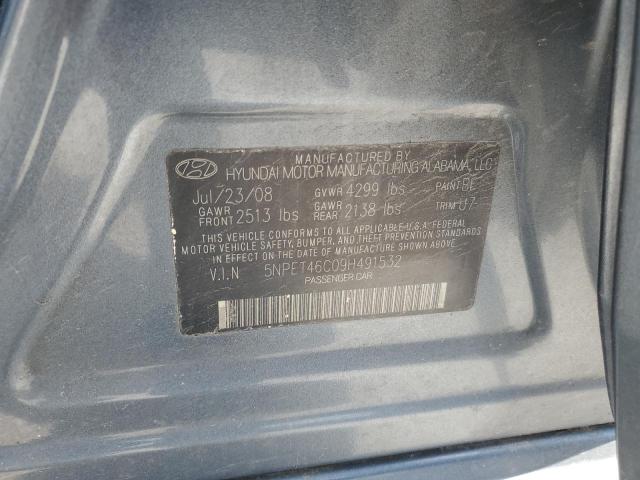 MANUFACTURED BY
HYUNDAI MOTOR MANUFACTURING ALABAMA, LLC
Jul/23/08 GVWR 4299 lbs PAINT BE
GAWR FRONT 2513 lbs GAWR REAR 2138 lbs TRIM U7
THIS VEHICLE CONFORMS TO ALL APPLICABLE U.S.A. FEDERAL
MOTOR VEHICLE SAFETY, BUMPER, AND THEFT PREVENTION STANDARDS
IN EFFECT ON THE DATE OF MANUFACTURE SHOWN ABOVE.
V.I.N 5NPET46C09H491532
PASSENGER CAR